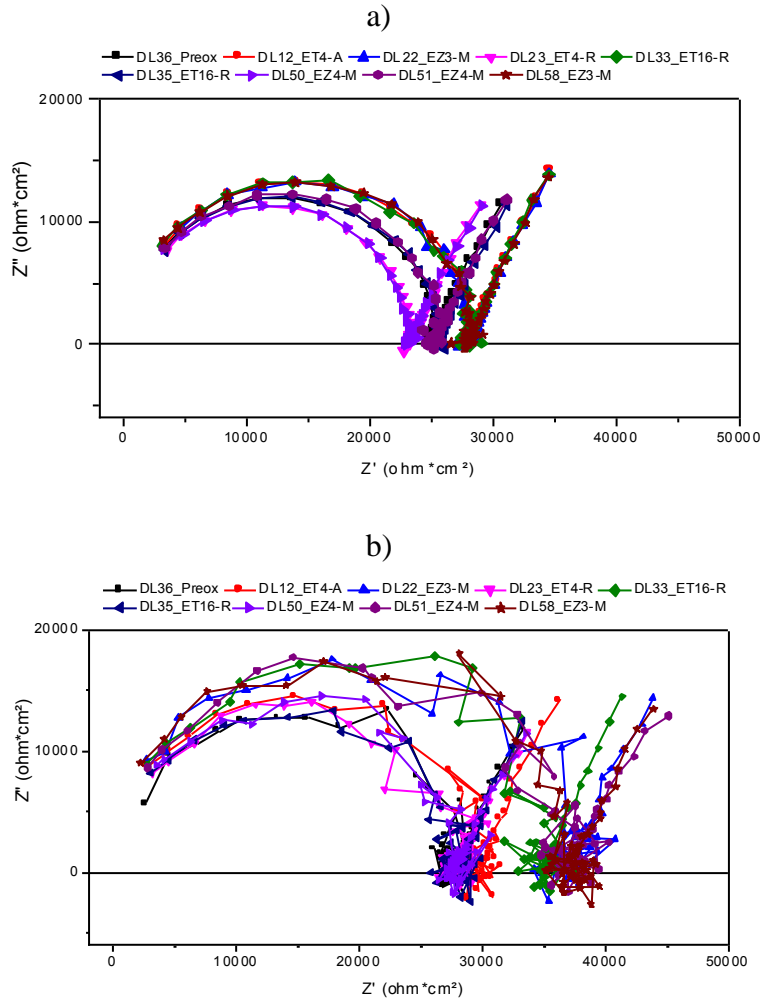 a)
DL36_Preox DL12_ET4-A DL22_EZ3-M DL23_ET4-R DL33_ET16-R
DL35_ET16-R DL50_EZ4-M DL51_EZ4-M DL58_EZ3-M
20000
10000
0
Z'' (ohm*cm²)
0 10000 20000 30000 40000 50000
Z' (ohm*cm²)
b)
DL36_Preox DL12_ET4-A DL22_EZ3-M DL23_ET4-R DL33_ET16-R
DL35_ET16-R DL50_EZ4-M DL51_EZ4-M DL58_EZ3-M
20000
10000
0
Z'' (ohm*cm²)
0 10000 20000 30000 40000 50000
Z' (ohm*cm²)